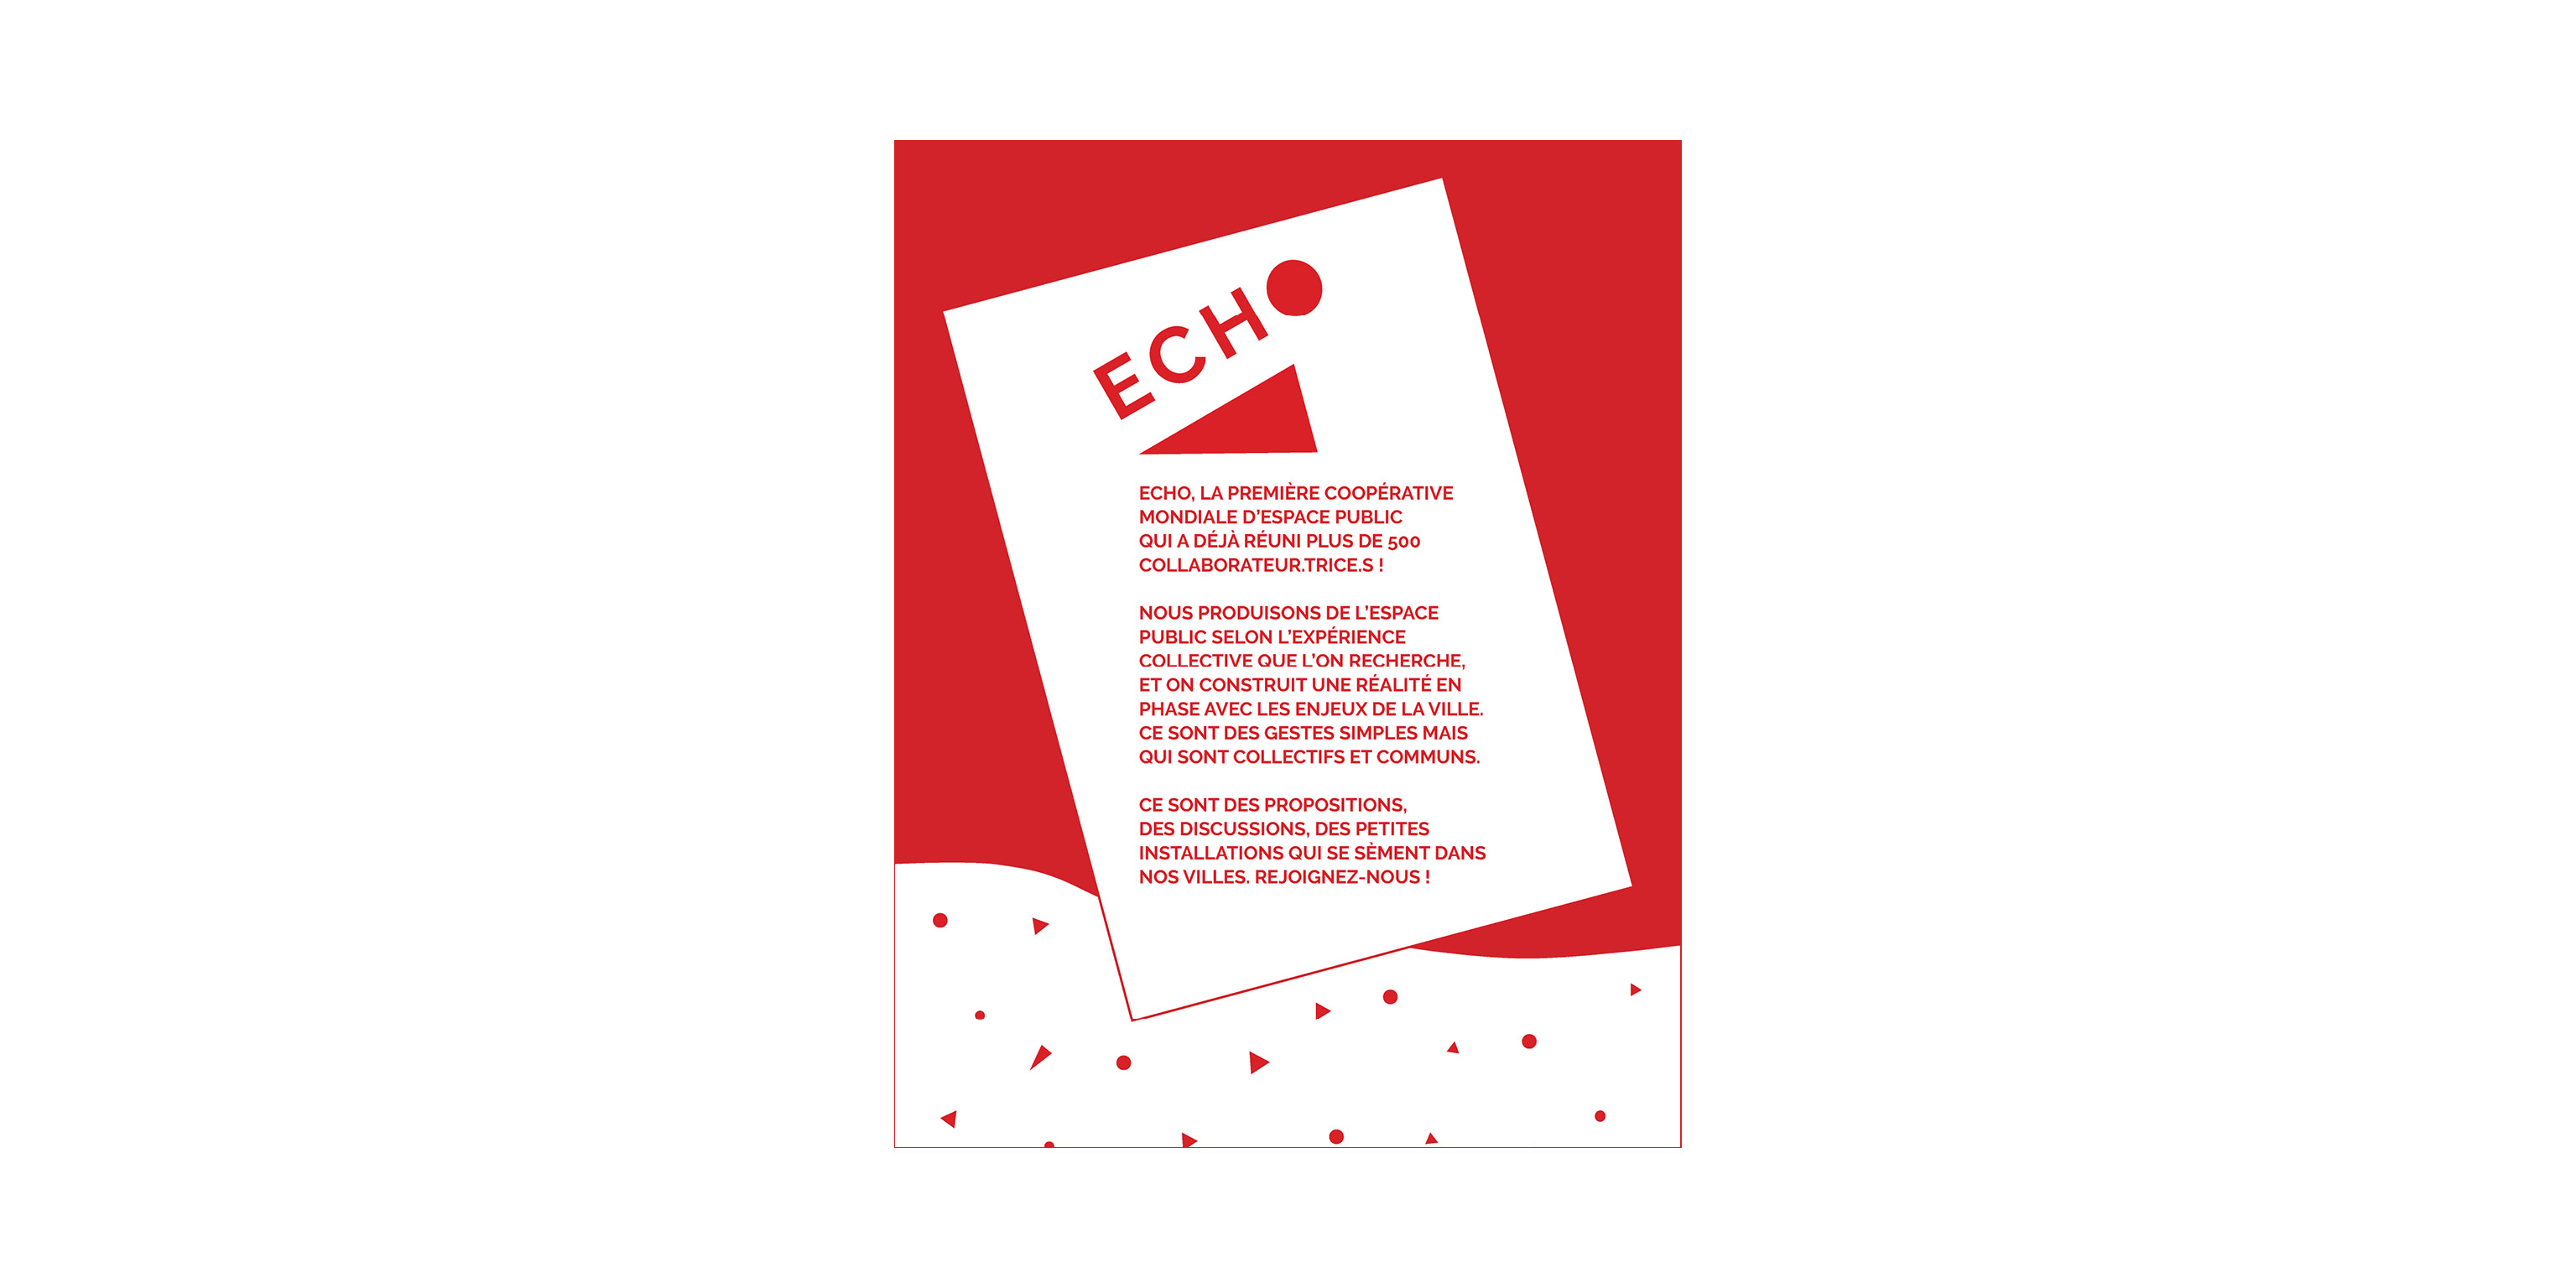 ECHO
ECHO, LA PREMIÈRE COOPÉRATIVE
MONDIALE D’ESPACE PUBLIC
QUI A DÉJÀ RÉUNI PLUS DE 500
COLLABORATEUR.TRICE.S !
NOUS PRODUISONS DE L’ESPACE
PUBLIC SELON L’EXPÉRIENCE
COLLECTIVE QUE L’ON RECHERCHE,
ET ON CONSTRUIT UNE RÉALITÉ EN
PHASE AVEC LES ENJEUX DE LA VILLE.
CE SONT DES GESTES SIMPLES MAIS
QUI SONT COLLECTIFS ET COMMUNS.
CE SONT DES PROPOSITIONS,
DES DISCUSSIONS, DES PETITES
INSTALLATIONS QUI SE SÈMENT DANS
NOS VILLES. REJOIGNEZ-NOUS !